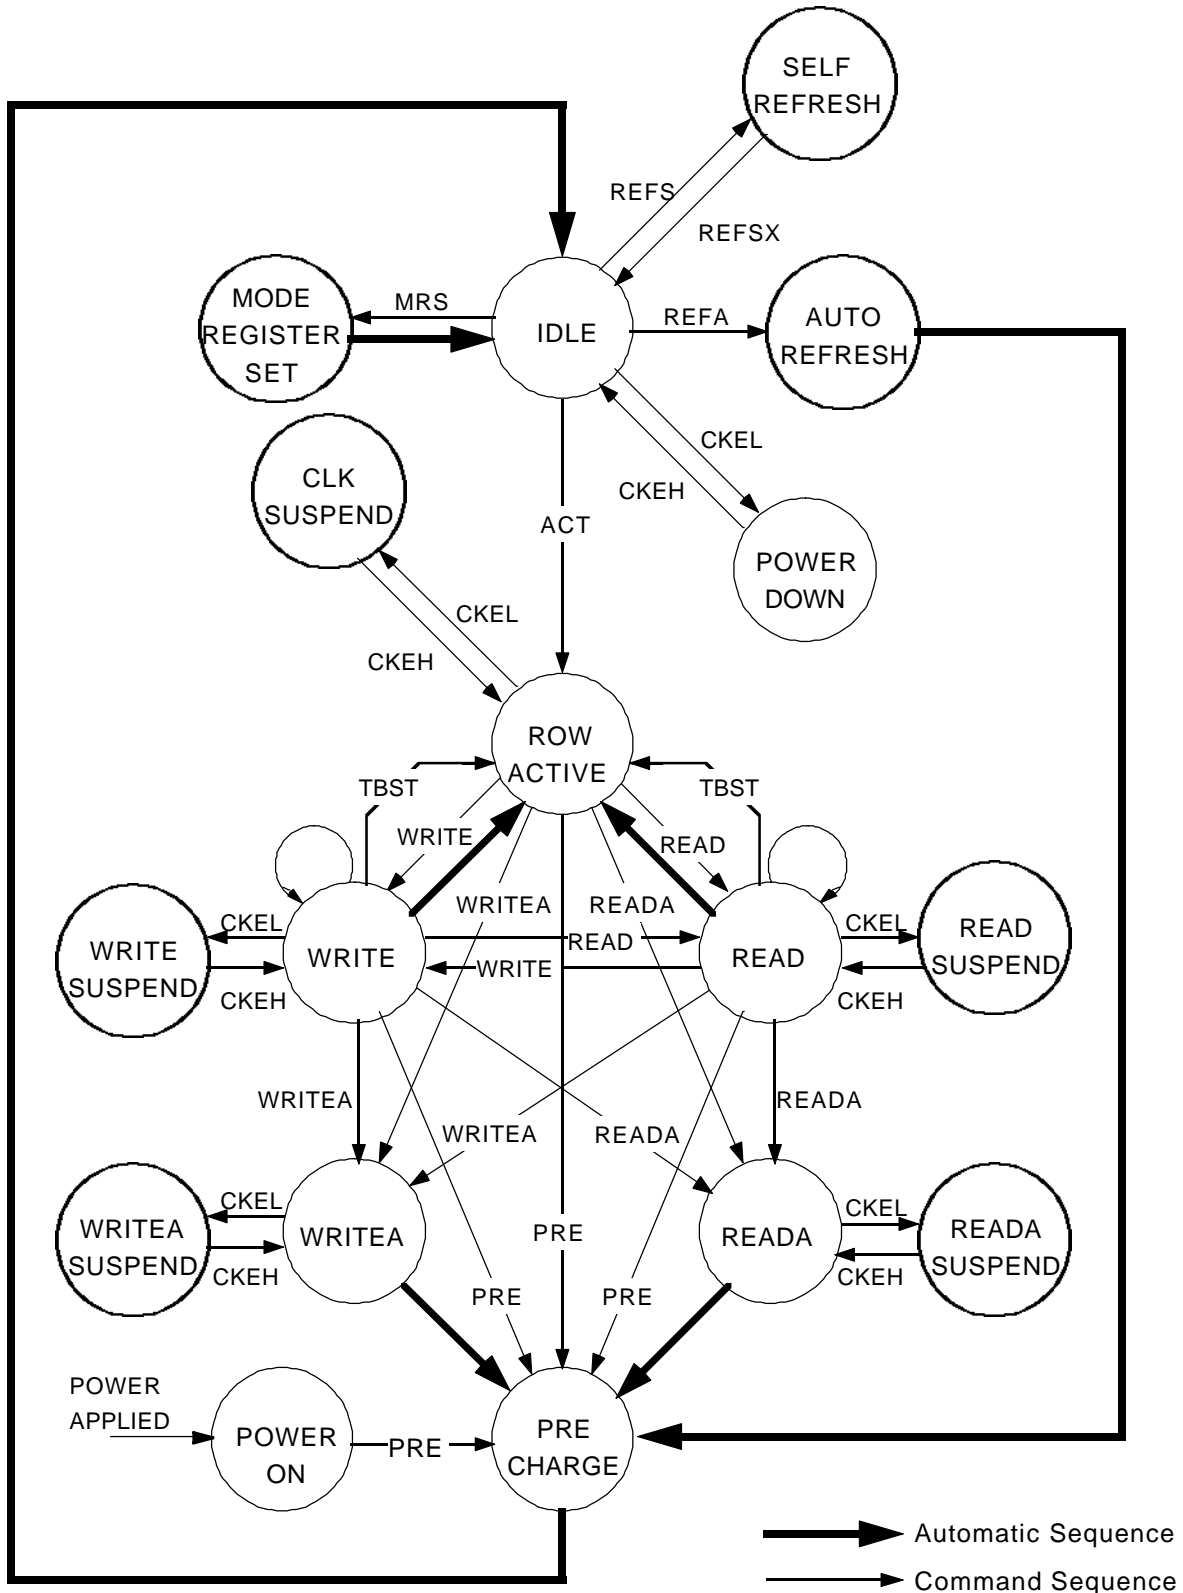 SELF
REFRESH
REFS
REFSX
MODE
REGISTER
SET
MRS
IDLE
REFA
AUTO
REFRESH
CLK
SUSPEND
CKEL
CKEH
ACT
POWER
DOWN
CKEL
CKEH
ROW
ACTIVE
TBST
TBST
WRITE
READ
WRITEA
READA
CKEL
WRITE
SUSPEND
CKEH
WRITE
READ
WRITE
READ
CKEL
READ
SUSPEND
CKEH
WRITEA
READA
WRITEA
READA
CKEL
WRITEA
SUSPEND
CKEH
WRITEA
PRE
READA
CKEL
READA
SUSPEND
CKEH
PRE
PRE
POWER
APPLIED
POWER
ON
PRE
PRE
CHARGE
Automatic Sequence
Command Sequence